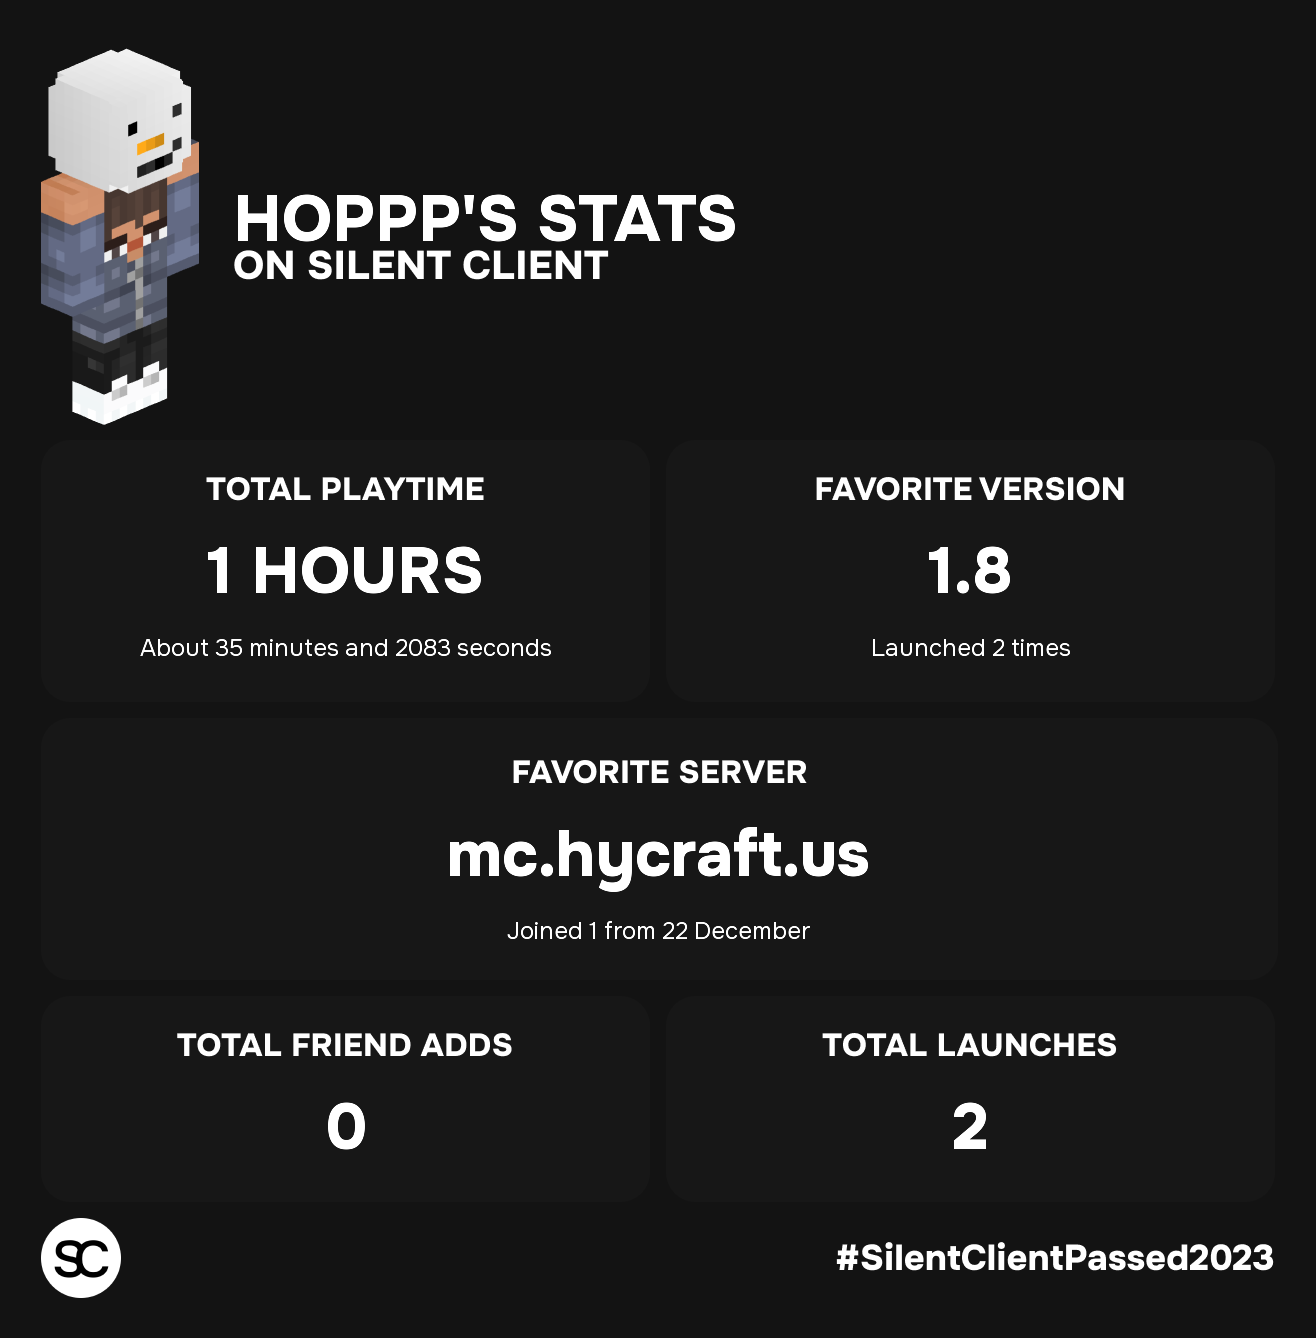 HOPPP'S STATS
ON SILENT CLIENT
TOTAL PLAYTIME
1 HOURS
About 35 minutes and 2083 seconds
FAVORITE VERSION
1.8
Launched 2 times
FAVORITE SERVER
mc.hycraft.us
Joined 1 from 22 December
TOTAL FRIEND ADDS
0
TOTAL LAUNCHES
2
SC
#SilentClientPassed2023